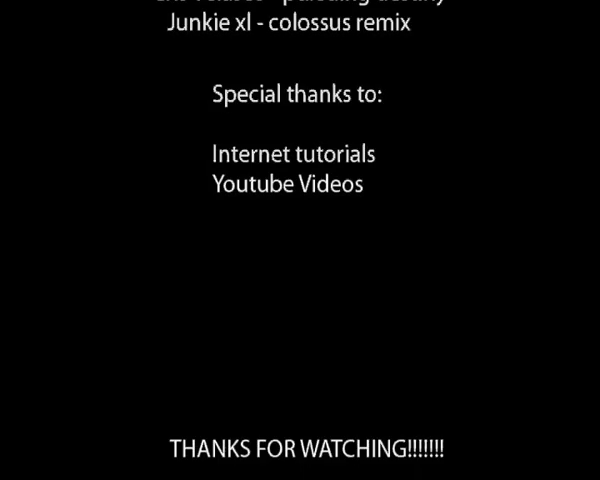 Junkie xl - colossus remix
Special thanks to:
Internet tutorials
Youtube Videos
THANKS FOR WATCHING!!!!!!!